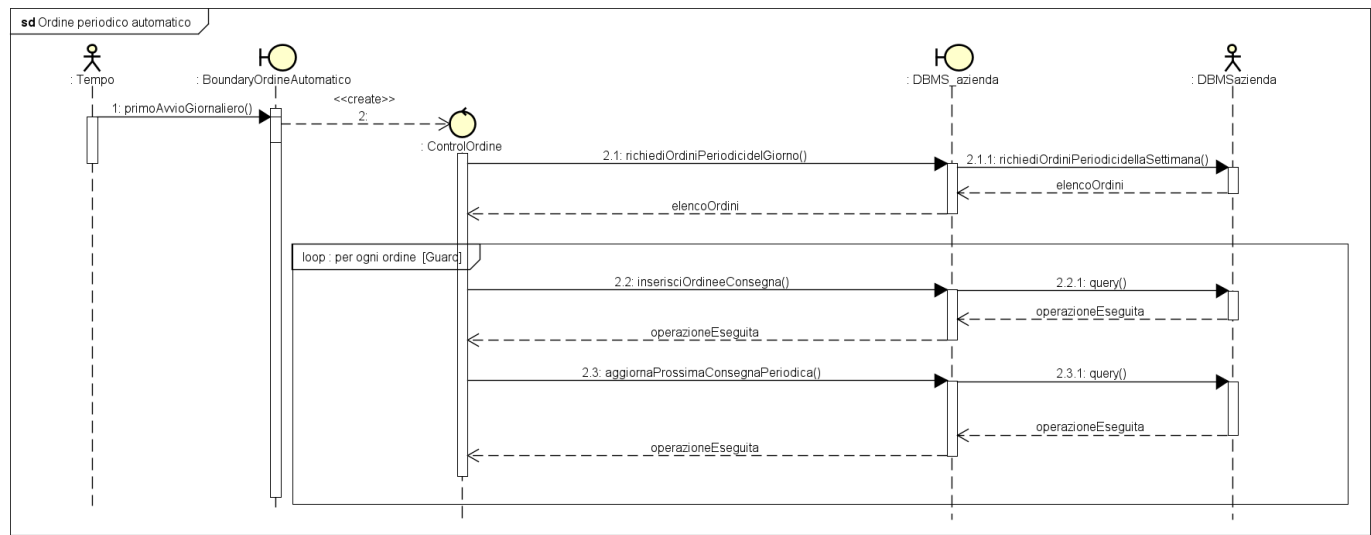 sd Ordine periodico automatico
: Tempo
: BoundaryOrdineAutomatico
: DBMS_azienda
: DBMSazienda
1: primoAvvioGiornaliero()
<<create>>
2:
: ControlOrdine
2.1: richiediOrdiniPeriodicidelGiorno()
2.1.1: richiediOrdiniPeriodicidellaSettimana()
elencoOrdini
elencoOrdini
loop : per ogni ordine [Guard]
2.2: inserisciOrdineeConsegna()
2.2.1: query()
operazioneEseguita
operazioneEseguita
2.3: aggiornaProssimaConsegnaPeriodica()
2.3.1: query()
operazioneEseguita
operazioneEseguita